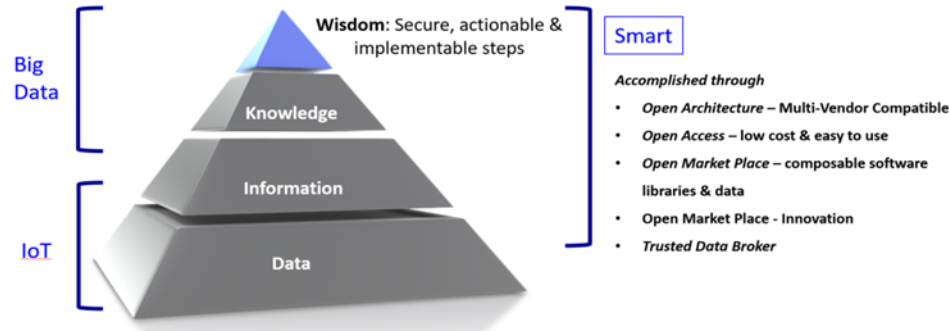 Big
Data
IoT
Wisdom: Secure, actionable &
implementable steps
Knowledge
Information
Data
Smart
Accomplished through
• Open Architecture – Multi-Vendor Compatible
• Open Access – low cost & easy to use
• Open Market Place – composable software
libraries & data
• Open Market Place - Innovation
• Trusted Data Broker